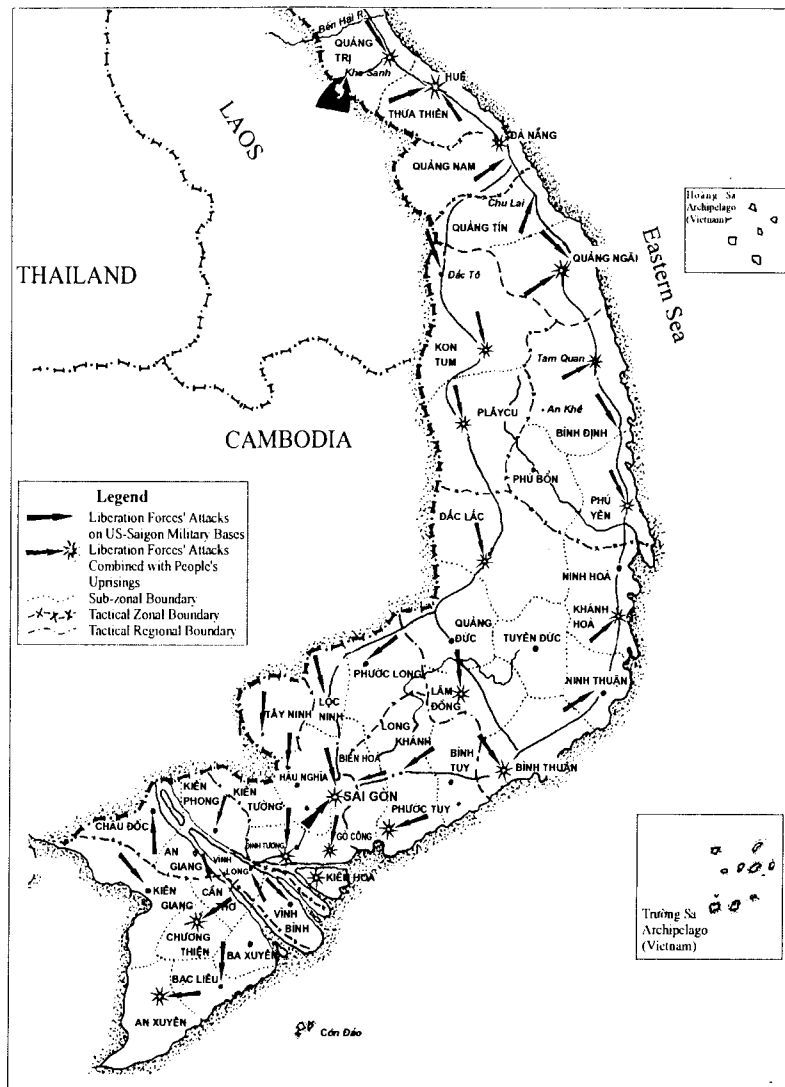 Bến Hải R.
QUẢNG
TRỊ
Khe Sanh
HUẾ
THỪA THIÊN
LAOS
ĐÀ NẴNG
QUẢNG NAM
Chu Lai
QUẢNG TÍN
Hoàng Sa
Archipelago
(Vietnam)
Eastern Sea
THAILAND
QUẢNG NGÃI
Đắc Tô
KON
TUM
Tam Quan
CAMBODIA
PLÂYCU
An Khê
BÌNH ĐỊNH
PHÚ BỔN
PHÚ
YÊN
Legend
Liberation Forces' Attacks
on US-Saigon Military Bases
Liberation Forces' Attacks
Combined with People's
Uprisings
Sub-zonal Boundary
Tactical Zonal Boundary
Tactical Regional Boundary
ĐẮC LẮC
NINH HOÀ
KHÁNH
HOÀ
QUẢNG
ĐỨC
TUYÊN ĐỨC
PHƯỚC LONG
LÂM
ĐỒNG
NINH THUẬN
TÂY NINH
LỘC
NINH
LONG
KHÁNH
BIÊN HOÀ
BÌNH
TUY
BÌNH THUẬN
HẬU NGHĨA
SÀI GÒN
PHƯỚC TUY
KIẾN
PHONG
KIẾN
TƯỜNG
GÒ CÔNG
ĐỊNH TƯỜNG
CHÂU ĐỐC
AN
GIANG
VĨNH
LONG
KIẾN HOÀ
KIÊN
GIANG
CẦN
THƠ
VĨNH
BÌNH
CHƯƠNG
THIỆN
BA XUYÊN
BẠC LIÊU
AN XUYÊN
Côn Đảo
Trường Sa
Archipelago
(Vietnam)